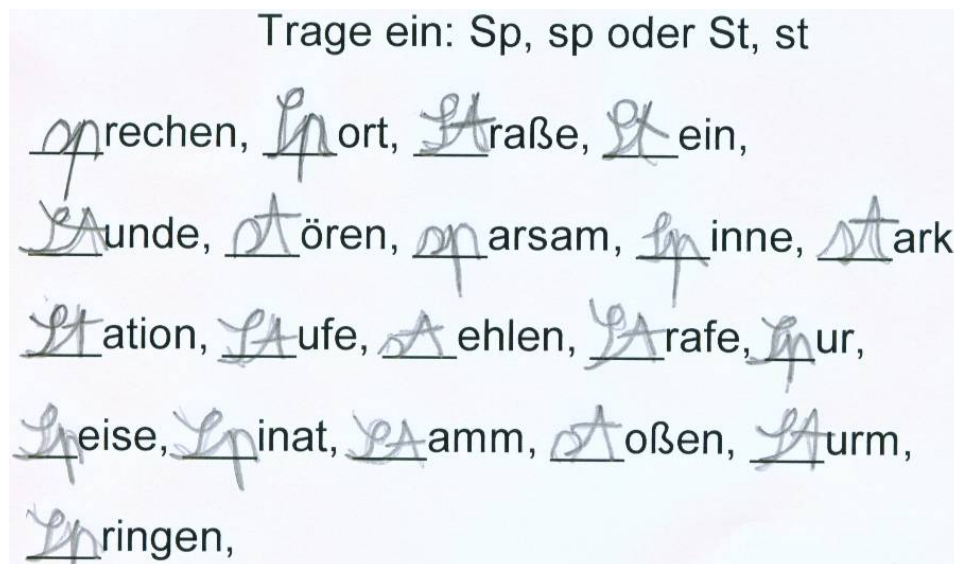 Trage ein: Sp, sp oder St, st
sprechen, Sport, Straße, Stein,
Stunde, stören, sparsam, Spinne, stark
Station, Stufe, stehlen, Strafe, Spur,
Speise, Spinat, Stamm, stoßen, Sturm,
Springen,